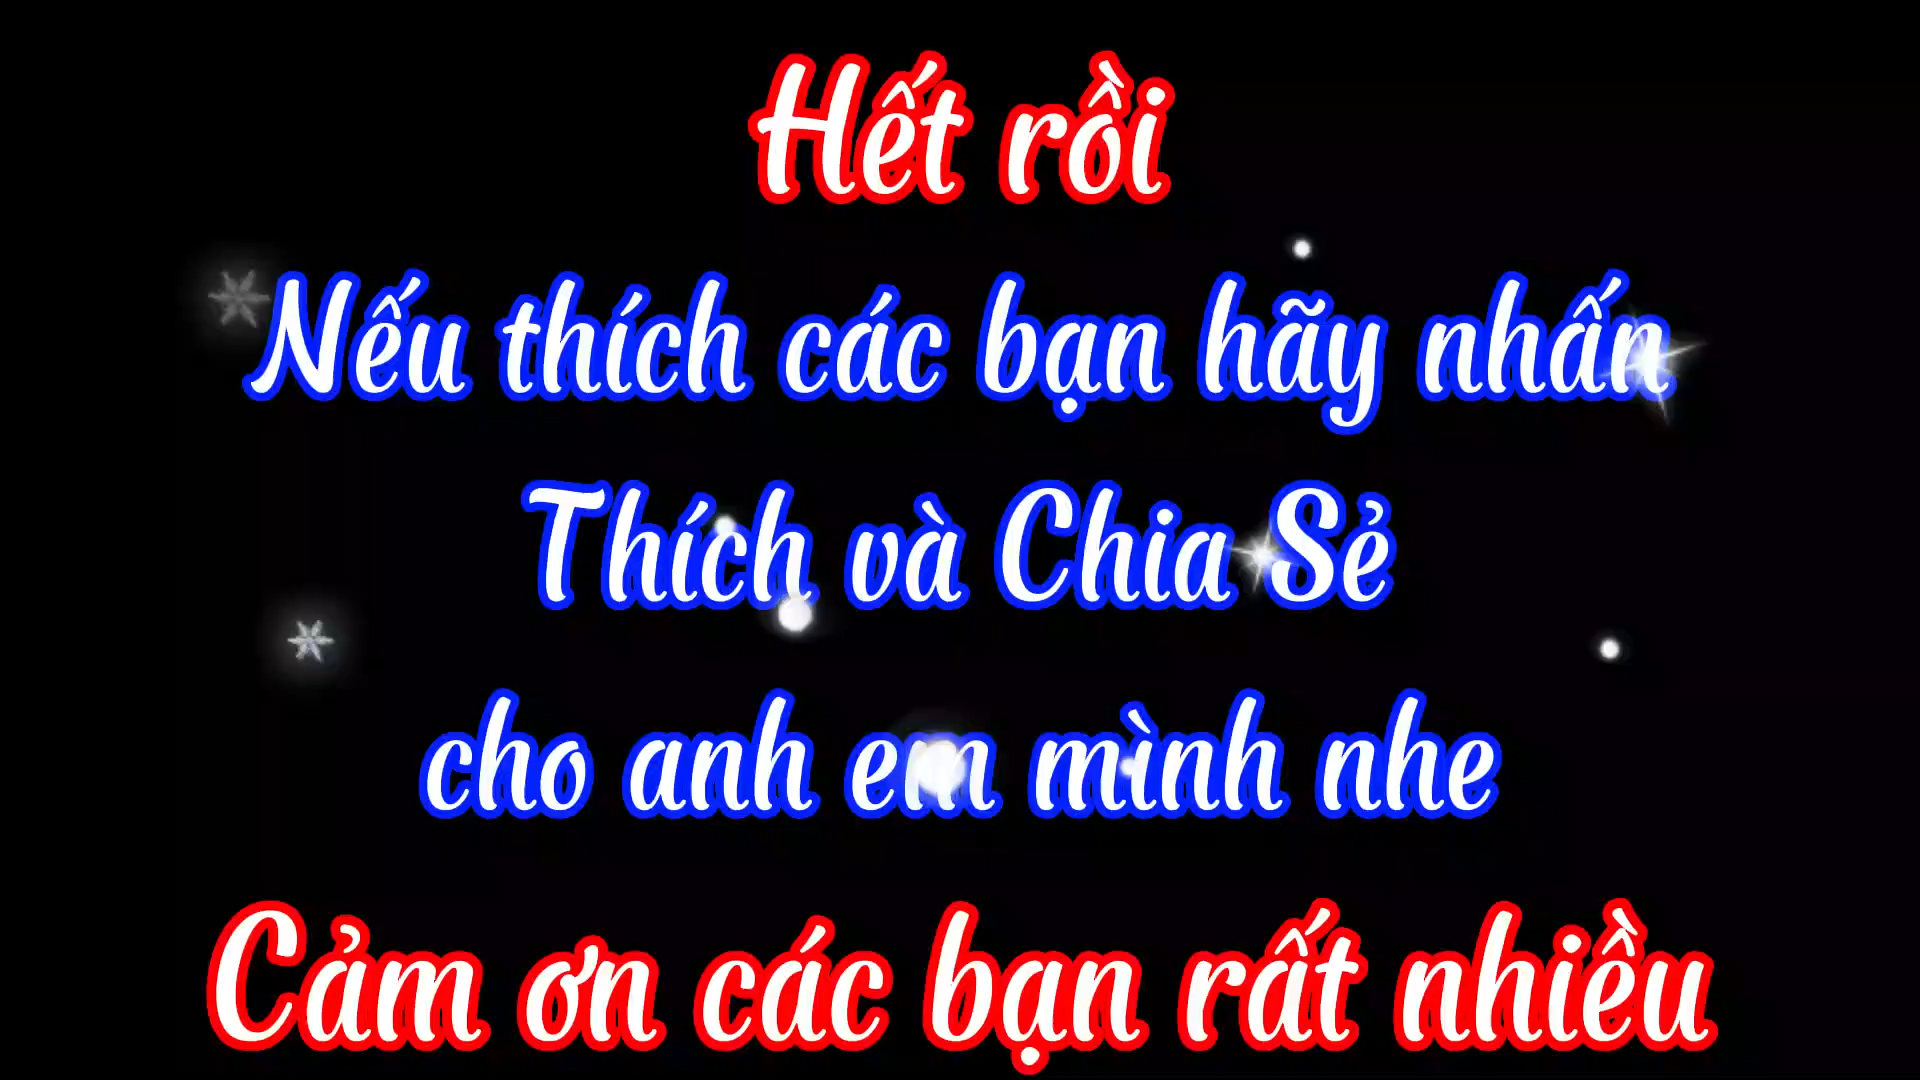 Hết rồi
Nếu thích các bạn hãy nhấn
Thích và Chia Sẻ
cho anh em mình nhe
Cảm ơn các bạn rất nhiều